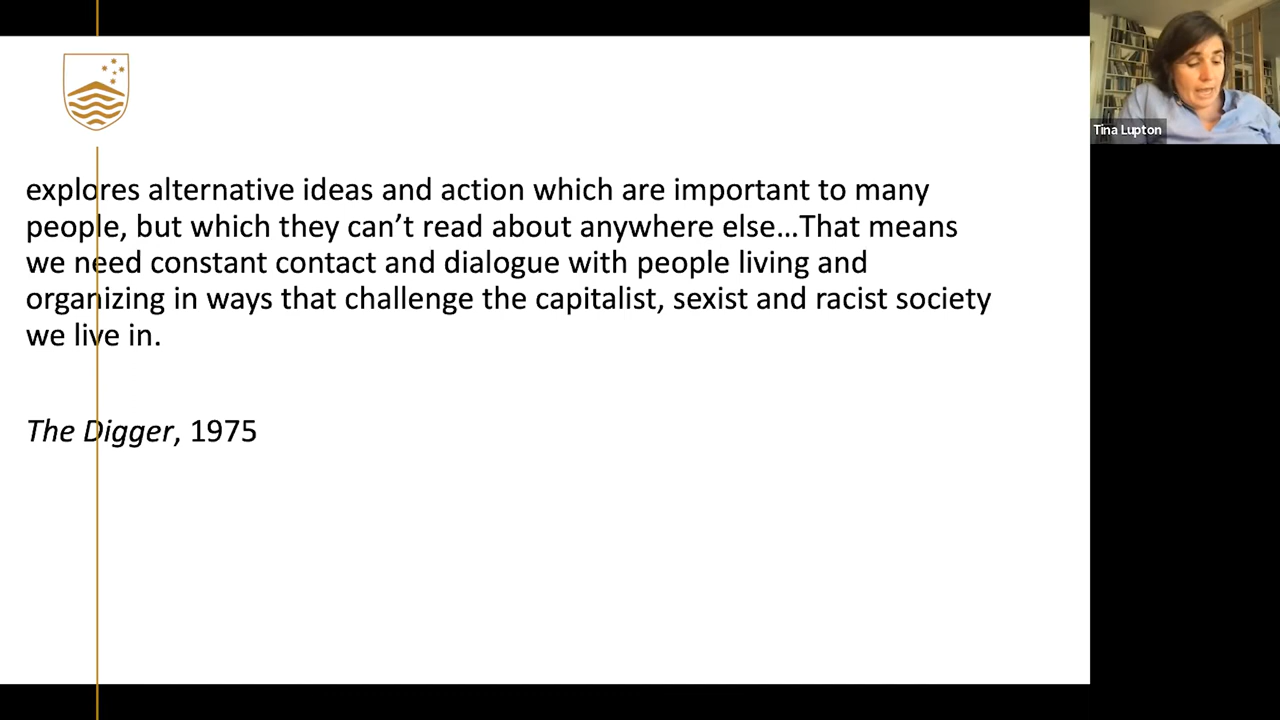 explores alternative ideas and action which are important to many
people, but which they can’t read about anywhere else…That means
we need constant contact and dialogue with people living and
organizing in ways that challenge the capitalist, sexist and racist society
we live in.
The Digger, 1975
Tina Lupton